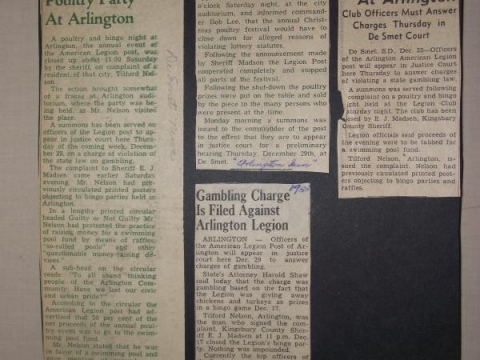 Poultry Party
At Arlington
A poultry and bingo night at
Arlington, the annual event of
the American Legion post, was
closed up about 11:00 Saturday
by the sheriff, on complaint of a
resident of that city, Tilford Nel-
son.
The action brought somewhat
of a freeze at Arlington audi-
torium, where the party was be-
ing held, as Mr. Nelson visited
the place.
A summons has been served on
officers of the Legion post to ap-
pear in justice court here Thurs-
day of the coming week, Decem-
ber 29, on a charge of violation of
the state law on gambling.
The complaint to Sheriff E. J.
Madsen came earlier Saturday
evening. Mr. Nelson had prev-
iously circulated printed posters
objecting to bingo parties held in
Arlington.
In a lengthy printed circular
headed Guilty or Not Guilty Mr.
Nelson had protested the practice
of raising money for a swimming
pool fund by means of raffles,
"so-called pools" and other
"questionable money-raising de-
vices."
A sub-head on the circular
reads "To all about thinking
people of the Arlington Commun-
ity. Have we lost our civic
and urban pride?"
According to the circular the
American Legion post had ad-
vertised that 50 per cent of the
net proceeds of the annual poul-
try event was to go to the swim-
ming pool fund.
Mr. Nelson stated that he was
in favor of a swimming pool and
o'clock Saturday night, at the city
auditorium, and informed comman-
der Bob Lee, that the annual Christ-
mas poultry festival would have to
close down for alleged reasons of
violating lottery statutes.
Following the announcement made
by Sheriff Madsen the Legion Post
cooperated completely and stopped
all parts of the festival.
Following the shut-down the poultry
prizes were put on the table and sold
by the piece to the many persons who
were present at the time.
Monday morning a summons was
issued to the commander of the post
to the effect that they are to appear
in justice court for a preliminary
hearing Thursday, December 29th, at
De Smet. "Arlington Sun"
Gambling Charge
Is Filed Against
Arlington Legion
ARLINGTON — Officers of
the American Legion Post of Ar-
lington will appear in justice
court here Dec. 29 to answer
charges of gambling.
State's Attorney Harold Shaw
said today that the charge was
gambling based on the fact that
the Legion was giving away
chickens and turkeys as prizes
in a bingo game Dec. 17.
Tilford Nelson, Arlington, was
the man who signed the com-
plaint. Kingsbury County Sher-
iff E. J. Madsen at 11 p.m. Dec.
17 closed the Legion's bingo par-
ty. Nothing was impounded.
Currently the top officers of
At Arlington
Club Officers Must Answer
Charges Thursday in
De Smet Court
De Smet, S.D. Dec. 23—Officers
of the Arlington American Legion
post will appear in Justice Court
here Thursday to answer charges
of violating a state gambling law.
A summons was served following
complaint on a poultry and bingo
night held at the Legion Club
Saturday night. The club had been
closed by E. J. Madsen, Kingsbury
County Sheriff.
Legion officials said proceeds of
the evening were to be tabbed for
a swimming pool fund.
Tilford Nelson, Arlington, is-
sued the complaint. Nelson had
previously circulated printed post-
ers objecting to bingo parties and
raffles.